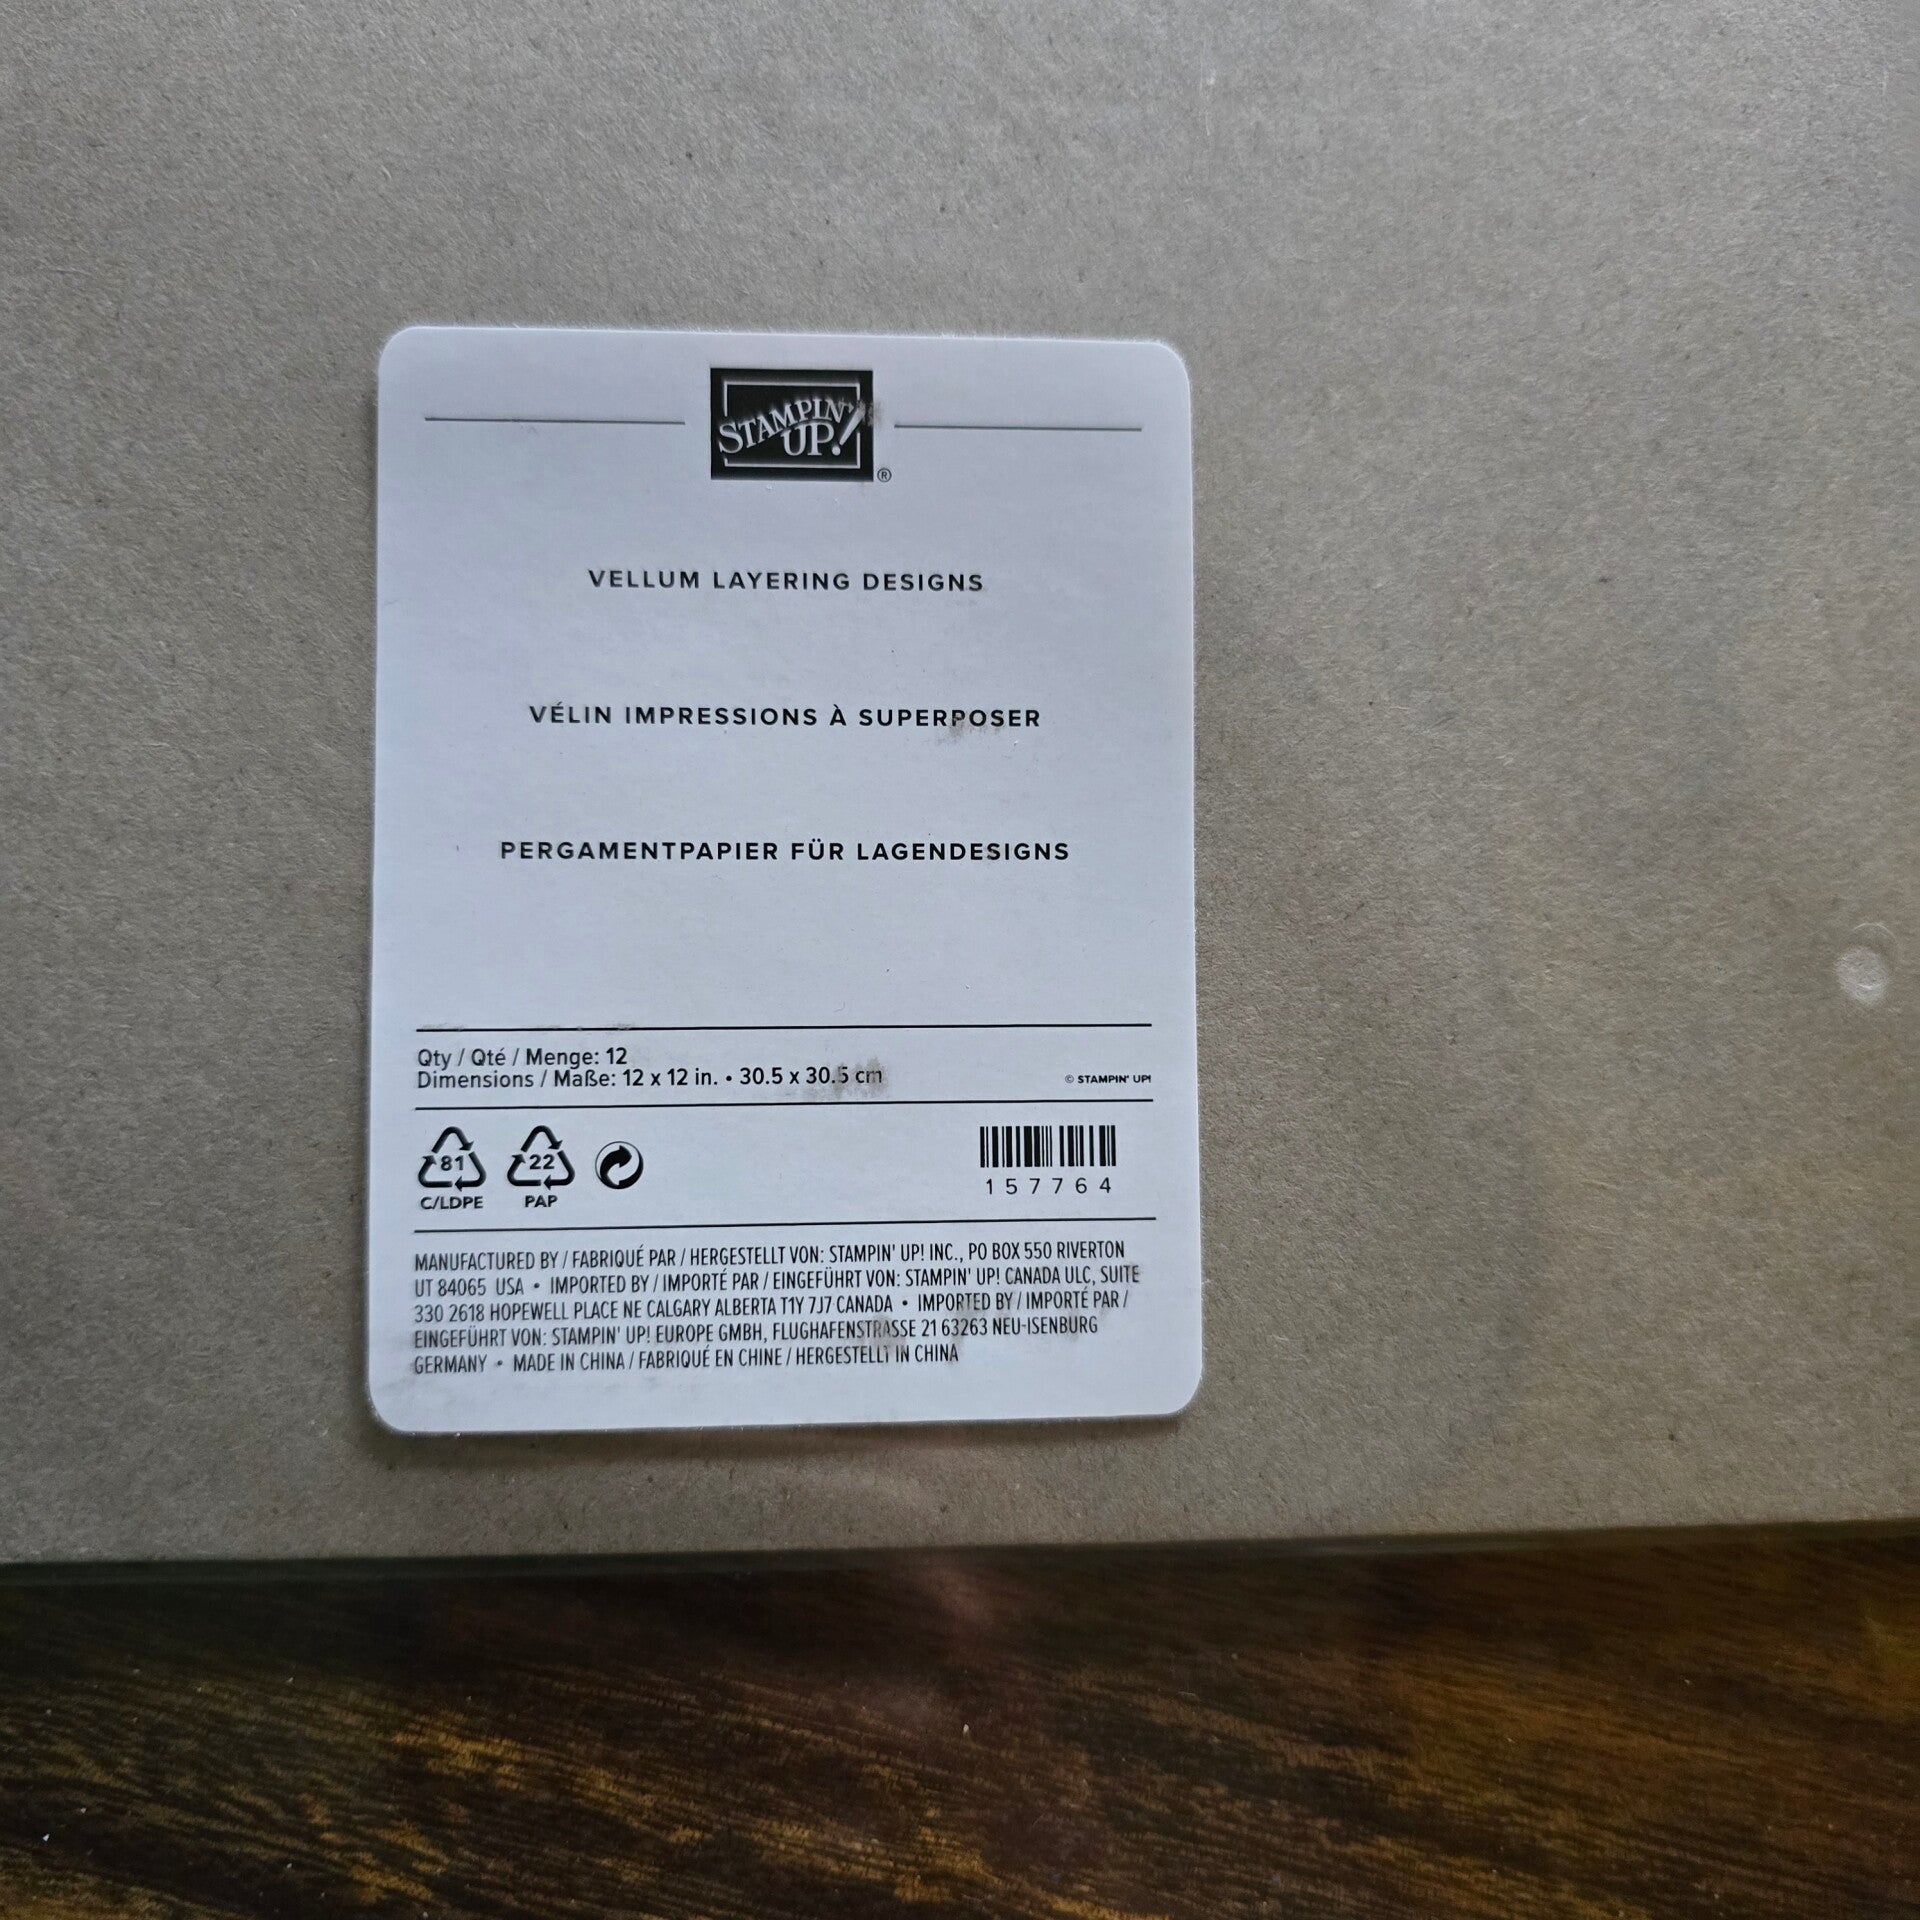 STAMPIN' UP! ®
VELLUM LAYERING DESIGNS
VÉLIN IMPRESSIONS À SUPERPOSER
PERGAMENTPAPIER FÜR LAGENDESIGNS
Qty / Qté / Menge: 12
Dimensions / Maße: 12 x 12 in. • 30.5 x 30.5 cm
© STAMPIN' UP!
81 22
C/LDPE PAP
157764
MANUFACTURED BY / FABRIQUÉ PAR / HERGESTELLT VON: STAMPIN' UP! INC., PO BOX 550 RIVERTON
UT 84065 USA • IMPORTED BY / IMPORTÉ PAR / EINGEFÜHRT VON: STAMPIN' UP! CANADA ULC, SUITE
330 2618 HOPEWELL PLACE NE CALGARY ALBERTA T1Y 7J7 CANADA • IMPORTED BY / IMPORTÉ PAR /
EINGEFÜHRT VON: STAMPIN' UP! EUROPE GMBH, FLUGHAFENSTRASSE 21 63263 NEU-ISENBURG
GERMANY • MADE IN CHINA / FABRIQUÉ EN CHINE / HERGESTELLT IN CHINA